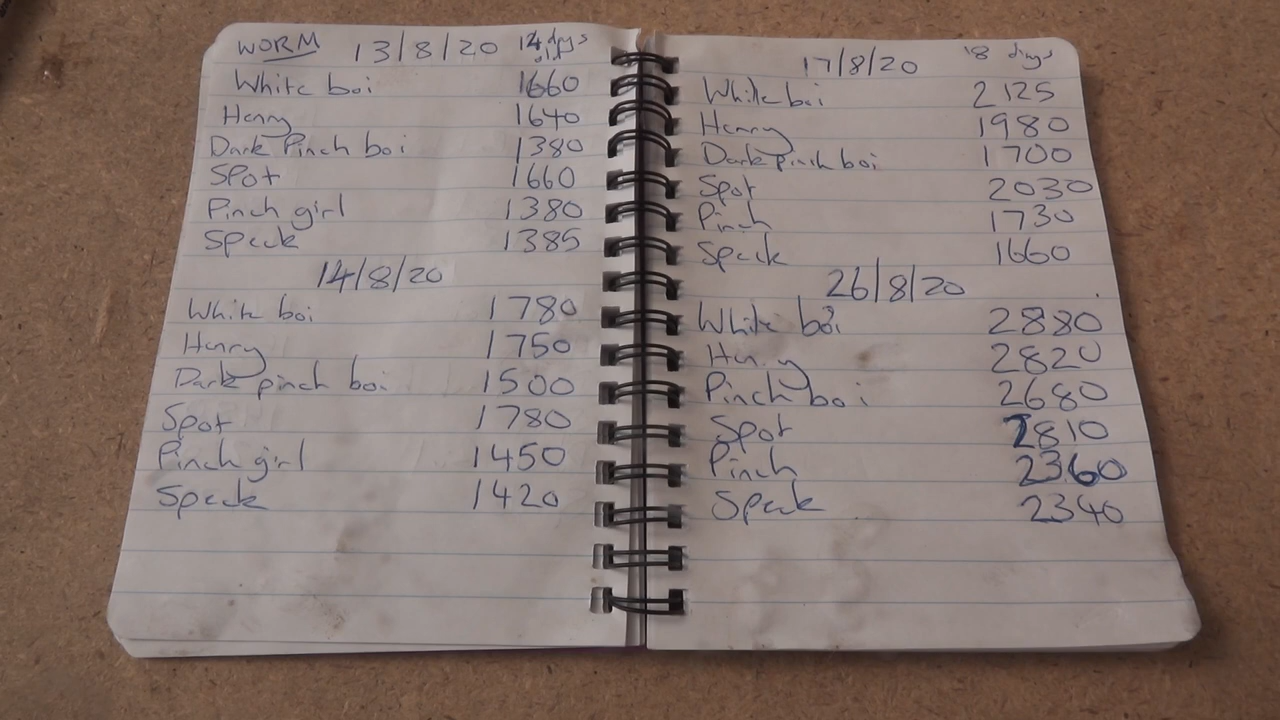 WORM 13/8/20 14 days old
White boi 1660
Henry 1640
Dark Pinch boi 1380
Spot 1660
Pinch girl 1380
Speck 1385
14/8/20
White boi 1780
Henry 1750
Dark pinch boi 1500
Spot 1780
Pinch girl 1450
Speck 1420
17/8/20 18 days
White boi 2125
Henry 1980
Dark pinch boi 1700
Spot 2030
Pinch 1730
Speck 1660
26/8/20
White boi 2880
Henry 2820
Pinch boi 2680
Spot 2810
Pinch 2360
Speck 2340